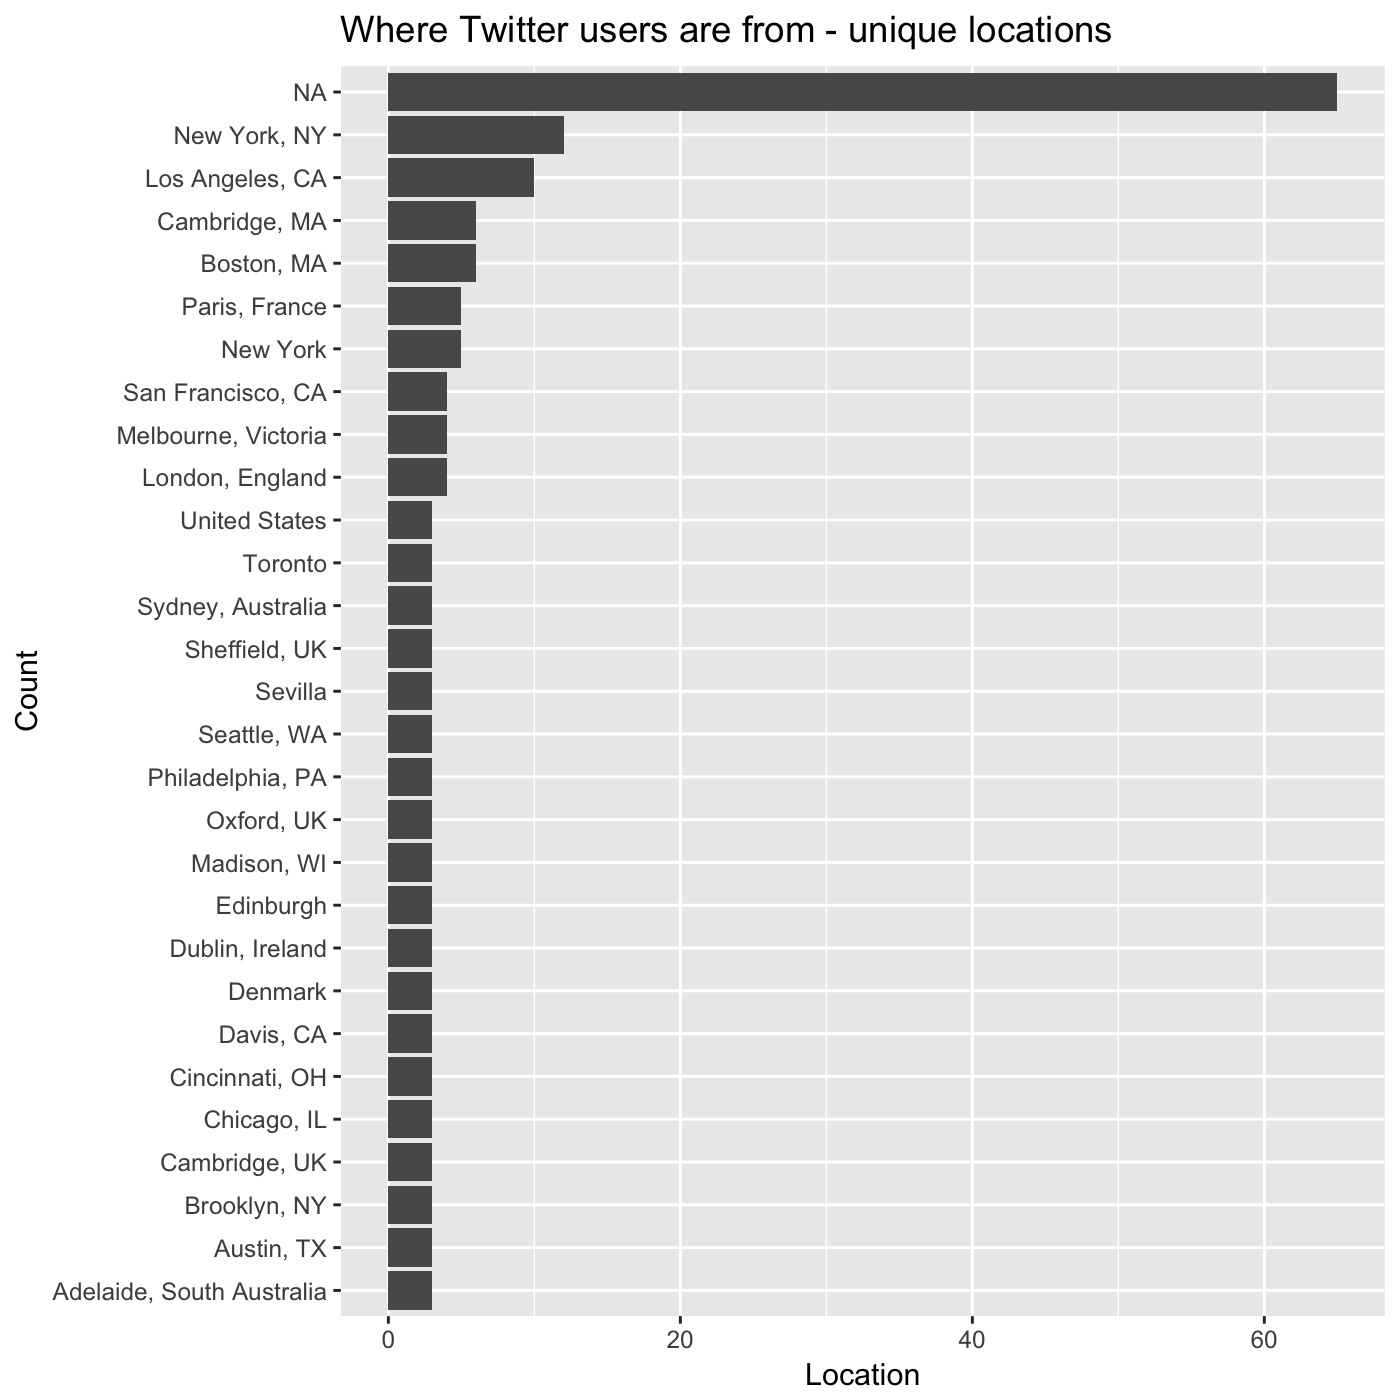 Where Twitter users are from - unique locations
NA
New York, NY
Los Angeles, CA
Cambridge, MA
Boston, MA
Paris, France
New York
San Francisco, CA
Melbourne, Victoria
London, England
United States
Toronto
Sydney, Australia
Sheffield, UK
Sevilla
Seattle, WA
Philadelphia, PA
Oxford, UK
Madison, WI
Edinburgh
Dublin, Ireland
Denmark
Davis, CA
Cincinnati, OH
Chicago, IL
Cambridge, UK
Brooklyn, NY
Austin, TX
Adelaide, South Australia
Count
0 20 40 60
Location